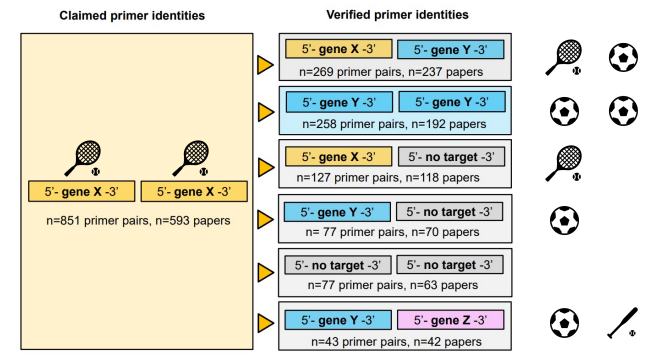 Claimed primer identities
Verified primer identities
5'- gene X -3' 5'- gene X -3'
n=851 primer pairs, n=593 papers
5'- gene X -3' 5'- gene Y -3'
n=269 primer pairs, n=237 papers
5'- gene Y -3' 5'- gene Y -3'
n=258 primer pairs, n=192 papers
5'- gene X -3' 5'- no target -3'
n=127 primer pairs, n=118 papers
5'- gene Y -3' 5'- no target -3'
n= 77 primer pairs, n=70 papers
5'- no target -3' 5'- no target -3'
n=77 primer pairs, n=63 papers
5'- gene Y -3' 5'- gene Z -3'
n=43 primer pairs, n=42 papers